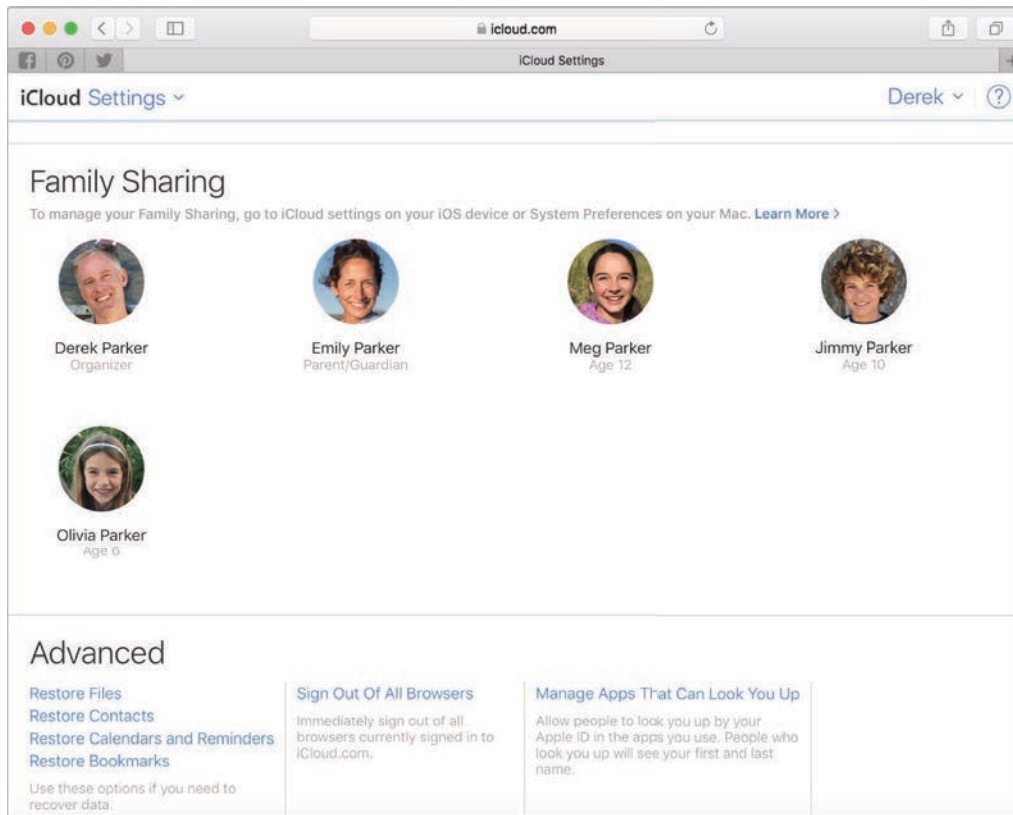 icloud.com
iCloud Settings
iCloud Settings
Derek
?
Family Sharing
To manage your Family Sharing, go to iCloud settings on your iOS device or System Preferences on your Mac. Learn More >
Derek Parker
Organizer
Emily Parker
Parent/Guardian
Meg Parker
Age 12
Jimmy Parker
Age 10
Olivia Parker
Age 6
Advanced
Restore Files
Restore Contacts
Restore Calendars and Reminders
Restore Bookmarks
Use these options if you need to
recover data.
Sign Out Of All Browsers
Immediately sign out of all
browsers currently signed in to
iCloud.com.
Manage Apps That Can Look You Up
Allow people to look you up by your
Apple ID in the apps you use. People who
look you up will see your first and last
name.